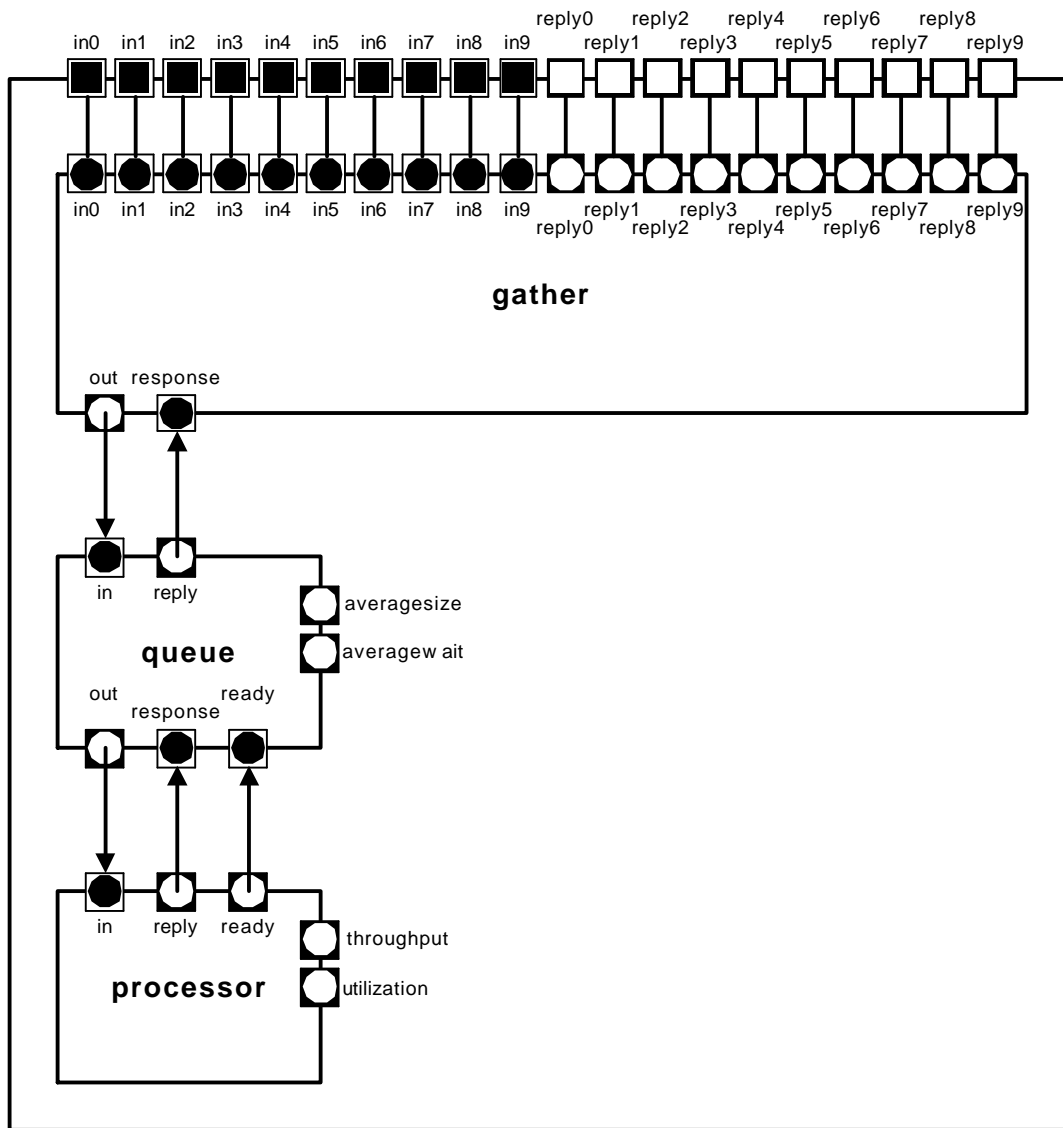 reply0 reply2 reply4 reply6 reply8
in0 in1 in2 in3 in4 in5 in6 in7 in8 in9 reply1 reply3 reply5 reply7 reply9
in0 in1 in2 in3 in4 in5 in6 in7 in8 in9 reply1 reply3 reply5 reply7 reply9
reply0 reply2 reply4 reply6 reply8
gather
out response
in reply
averagesize
queue
averagew ait
out ready
response
in reply ready
throughput
processor
utilization